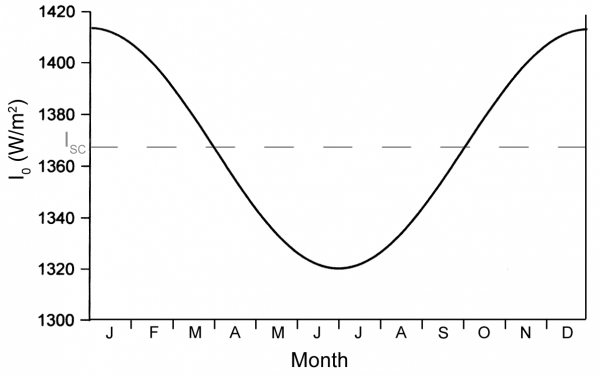 1420
1400
1380
I_SC
1360
1340
1320
1300
I₀ (W/m²)
J F M A M J J A S O N D
Month